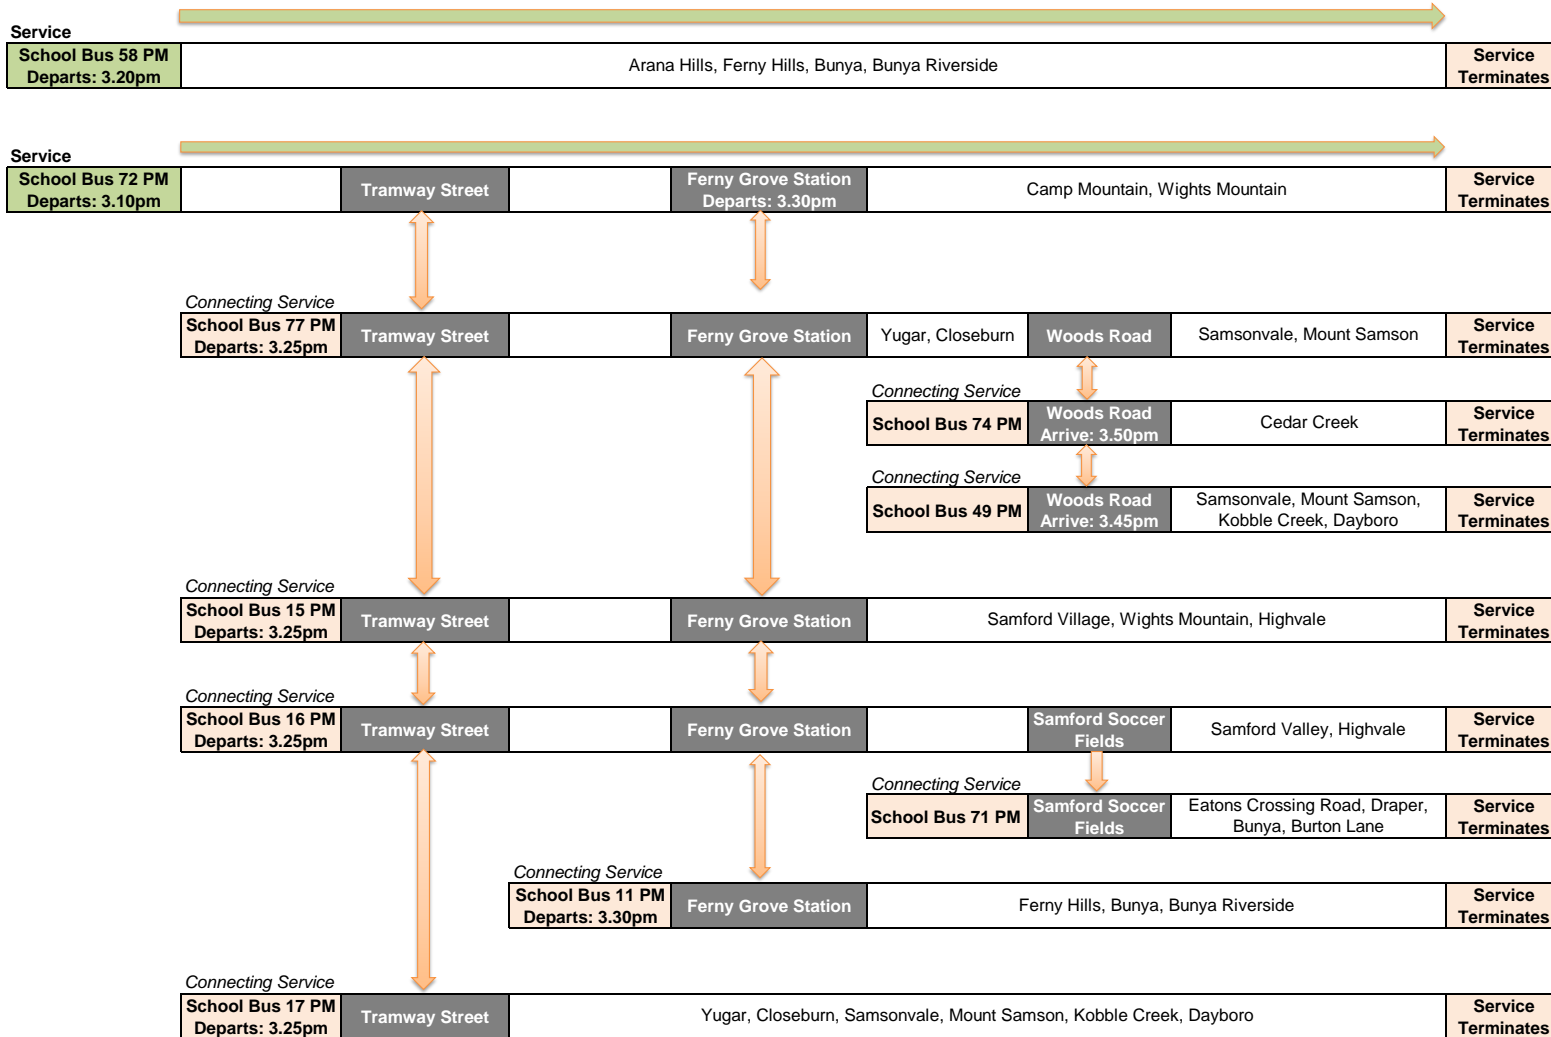 Service
School Bus 58 PM
Departs: 3.20pm
Arana Hills, Ferny Hills, Bunya, Bunya Riverside
Service
Terminates
Service
School Bus 72 PM
Departs: 3.10pm
Tramway Street
Ferny Grove Station
Departs: 3.30pm
Camp Mountain, Wights Mountain
Service
Terminates
Connecting Service
School Bus 77 PM
Departs: 3.25pm
Tramway Street
Ferny Grove Station
Yugar, Closeburn
Woods Road
Samsonvale, Mount Samson
Service
Terminates
Connecting Service
School Bus 74 PM
Woods Road
Arrive: 3.50pm
Cedar Creek
Service
Terminates
Connecting Service
School Bus 49 PM
Woods Road
Arrive: 3.45pm
Samsonvale, Mount Samson,
Kobble Creek, Dayboro
Service
Terminates
Connecting Service
School Bus 15 PM
Departs: 3.25pm
Tramway Street
Ferny Grove Station
Samford Village, Wights Mountain, Highvale
Service
Terminates
Connecting Service
School Bus 16 PM
Departs: 3.25pm
Tramway Street
Ferny Grove Station
Samford Soccer
Fields
Samford Valley, Highvale
Service
Terminates
Connecting Service
School Bus 71 PM
Samford Soccer
Fields
Eatons Crossing Road, Draper,
Bunya, Burton Lane
Service
Terminates
Connecting Service
School Bus 11 PM
Departs: 3.30pm
Ferny Grove Station
Ferny Hills, Bunya, Bunya Riverside
Service
Terminates
Connecting Service
School Bus 17 PM
Departs: 3.25pm
Tramway Street
Yugar, Closeburn, Samsonvale, Mount Samson, Kobble Creek, Dayboro
Service
Terminates